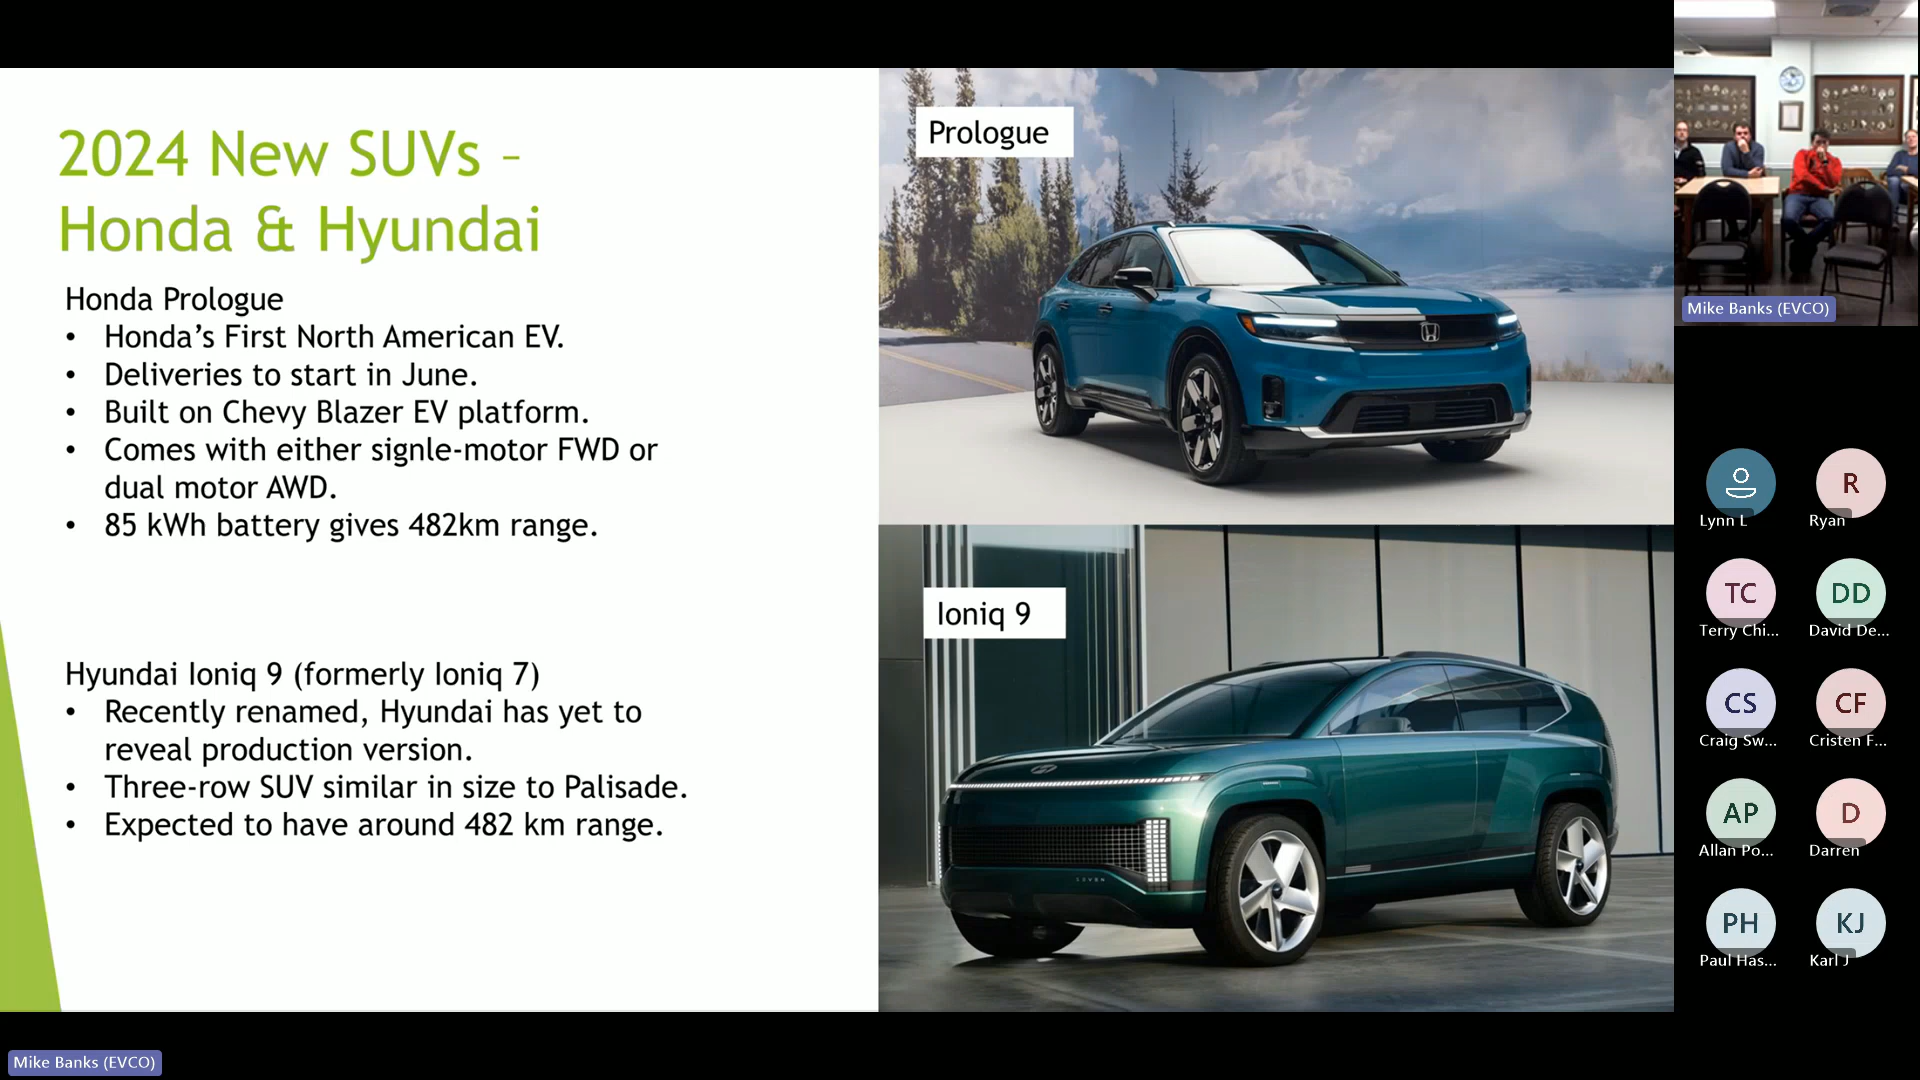 2024 New SUVs –
Honda & Hyundai
Honda Prologue
• Honda’s First North American EV.
• Deliveries to start in June.
• Built on Chevy Blazer EV platform.
• Comes with either signle-motor FWD or
dual motor AWD.
• 85 kWh battery gives 482km range.
Hyundai Ioniq 9 (formerly Ioniq 7)
• Recently renamed, Hyundai has yet to
reveal production version.
• Three-row SUV similar in size to Palisade.
• Expected to have around 482 km range.
Prologue
Ioniq 9
SEVEN
Mike Banks (EVCO)
Lynn L
R
Ryan
TC
Terry Chi...
DD
David De...
CS
Craig Sw...
CF
Cristen F...
AP
Allan Po...
D
Darren
PH
Paul Has...
KJ
Karl J
Mike Banks (EVCO)